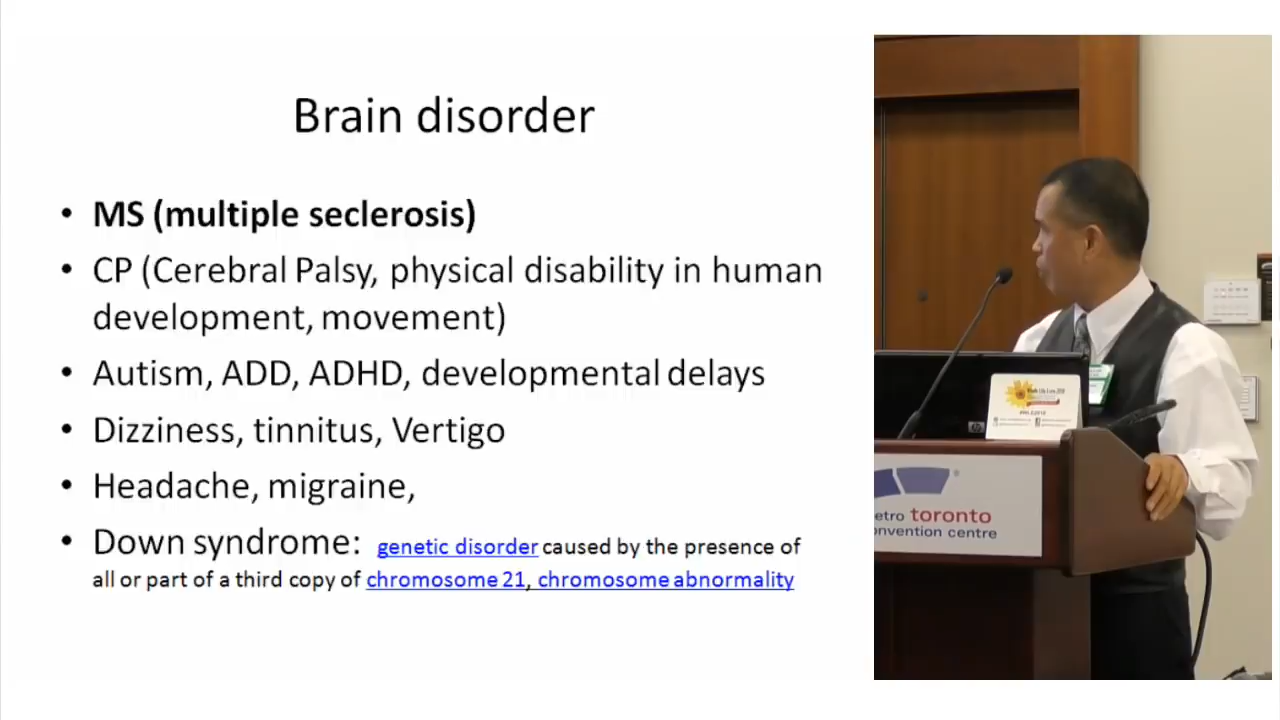 Brain disorder
• MS (multiple seclerosis)
• CP (Cerebral Palsy, physical disability in human
development, movement)
• Autism, ADD, ADHD, developmental delays
• Dizziness, tinnitus, Vertigo
• Headache, migraine,
• Down syndrome: genetic disorder caused by the presence of
all or part of a third copy of chromosome 21, chromosome abnormality
etro toronto
onvention centre